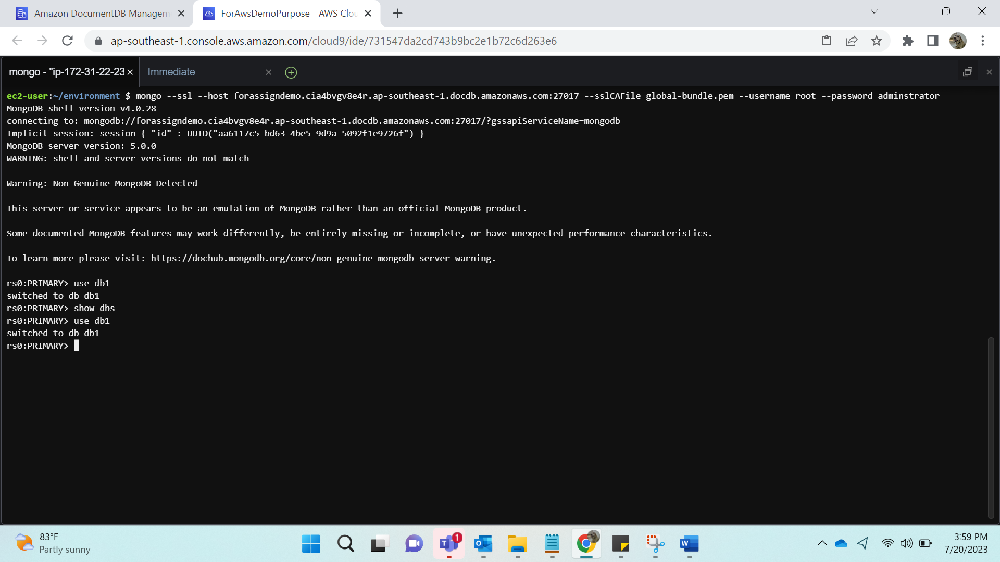 Amazon DocumentDB Managem
ForAwsDemoPurpose - AWS Clou
ap-southeast-1.console.aws.amazon.com/cloud9/ide/731547da2cd743b9bc2e1b72c6d263e6
mongo - "ip-172-31-22-23
Immediate
ec2-user:~/environment $ mongo --ssl --host forassigndemo.cia4bvgv8e4r.ap-southeast-1.docdb.amazonaws.com:27017 --sslCAFile global-bundle.pem --username root --password adminstrator
MongoDB shell version v4.0.28
connecting to: mongodb://forassigndemo.cia4bvgv8e4r.ap-southeast-1.docdb.amazonaws.com:27017/?gssapiServiceName=mongodb
Implicit session: session { "id" : UUID("aa6117c5-bd63-4be5-9d9a-5092f1e9726f") }
MongoDB server version: 5.0.0
WARNING: shell and server versions do not match
Warning: Non-Genuine MongoDB Detected
This server or service appears to be an emulation of MongoDB rather than an official MongoDB product.
Some documented MongoDB features may work differently, be entirely missing or incomplete, or have unexpected performance characteristics.
To learn more please visit: https://dochub.mongodb.org/core/non-genuine-mongodb-server-warning.
rs0:PRIMARY> use db1
switched to db db1
rs0:PRIMARY> show dbs
rs0:PRIMARY> use db1
switched to db db1
rs0:PRIMARY>
83°F
Partly sunny
1
3:59 PM
7/20/2023